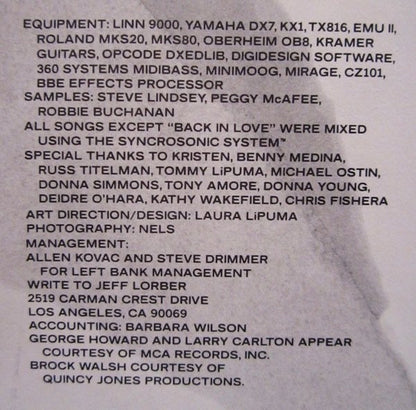 EQUIPMENT: LINN 9000, YAMAHA DX7, KX1, TX816, EMU II,
ROLAND MKS20, MKS80, OBERHEIM OB8, KRAMER
GUITARS, OPCODE DXEDLIB, DIGIDESIGN SOFTWARE,
360 SYSTEMS MIDIBASS, MINIMOOG, MIRAGE, CZ101,
BBE EFFECTS PROCESSOR
SAMPLES: STEVE LINDSEY, PEGGY McAFEE,
ROBBIE BUCHANAN
ALL SONGS EXCEPT “BACK IN LOVE” WERE MIXED
USING THE SYNCROSONIC SYSTEM™
SPECIAL THANKS TO KRISTEN, BENNY MEDINA,
RUSS TITELMAN, TOMMY LiPUMA, MICHAEL OSTIN,
DONNA SIMMONS, TONY AMORE, DONNA YOUNG,
DEIDRE O'HARA, KATHY WAKEFIELD, CHRIS FISHERA
ART DIRECTION/DESIGN: LAURA LiPUMA
PHOTOGRAPHY: NELS
MANAGEMENT:
ALLEN KOVAC AND STEVE DRIMMER
FOR LEFT BANK MANAGEMENT
WRITE TO JEFF LORBER
2519 CARMAN CREST DRIVE
LOS ANGELES, CA 90069
ACCOUNTING: BARBARA WILSON
GEORGE HOWARD AND LARRY CARLTON APPEAR
COURTESY OF MCA RECORDS, INC.
BROCK WALSH COURTESY OF
QUINCY JONES PRODUCTIONS.